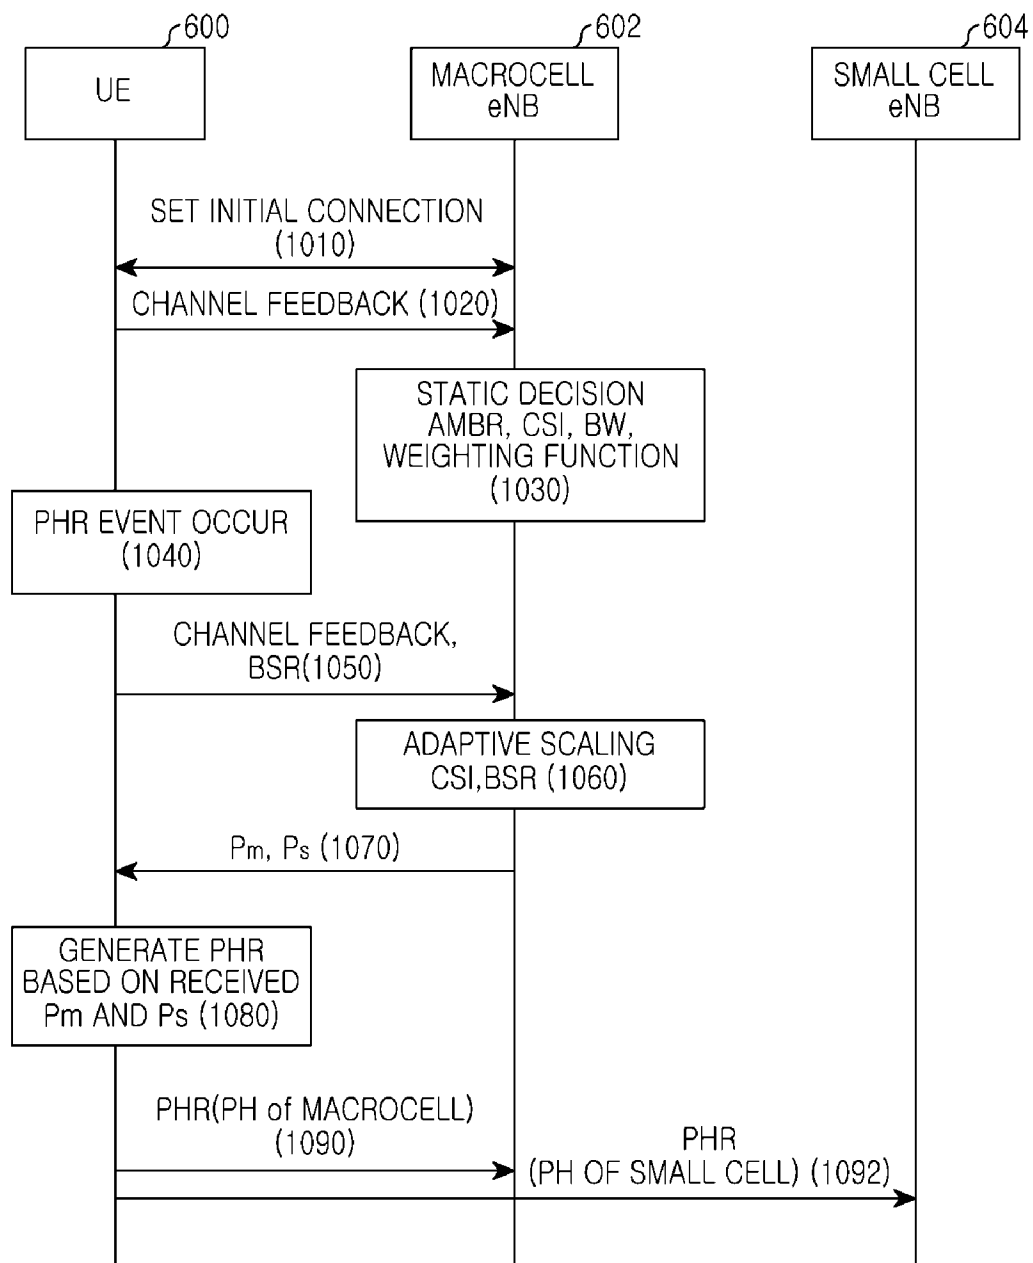 600
602
604
UE
MACROCELL
eNB
SMALL CELL
eNB
SET INITIAL CONNECTION
(1010)
CHANNEL FEEDBACK (1020)
STATIC DECISION
AMBR, CSI, BW,
WEIGHTING FUNCTION
(1030)
PHR EVENT OCCUR
(1040)
CHANNEL FEEDBACK,
BSR(1050)
ADAPTIVE SCALING
CSI,BSR (1060)
Pm, Ps (1070)
GENERATE PHR
BASED ON RECEIVED
Pm AND Ps (1080)
PHR(PH of MACROCELL)
(1090)
PHR
(PH OF SMALL CELL) (1092)